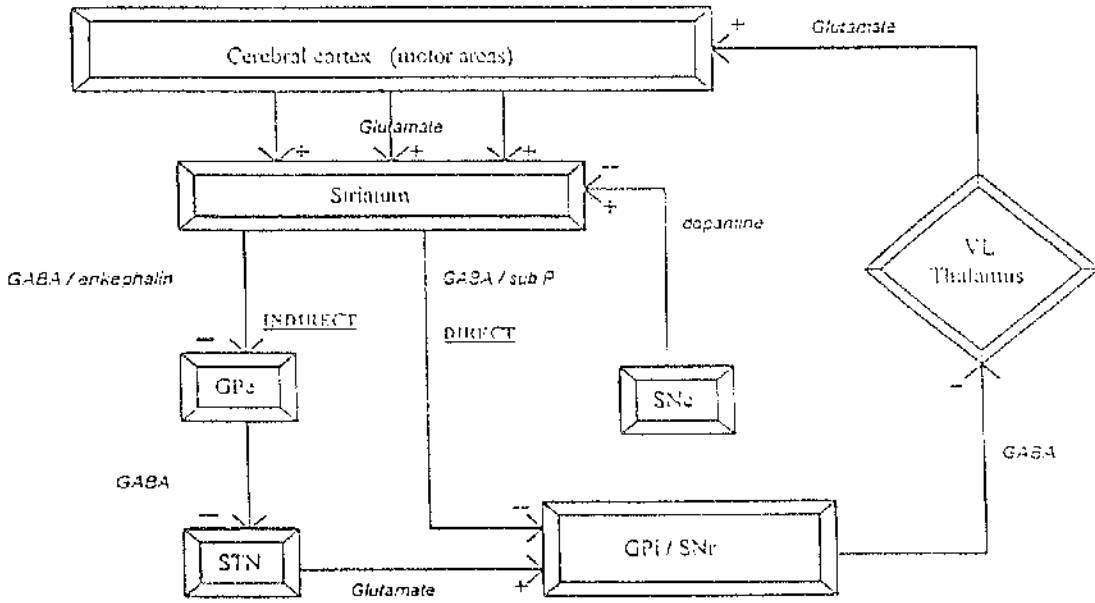 Glutamate
+
Cerebral cortex (motor areas)
Glutamate
+ + +
--
Striatum
+
dopamine
VL
Thalamus
GABA / enkephalin
GABA / sub P
INDIRECT
DIRECT
–
GPe
SNc
–
GABA
GABA
–
--
STN
GPi / SNr
Glutamate
+